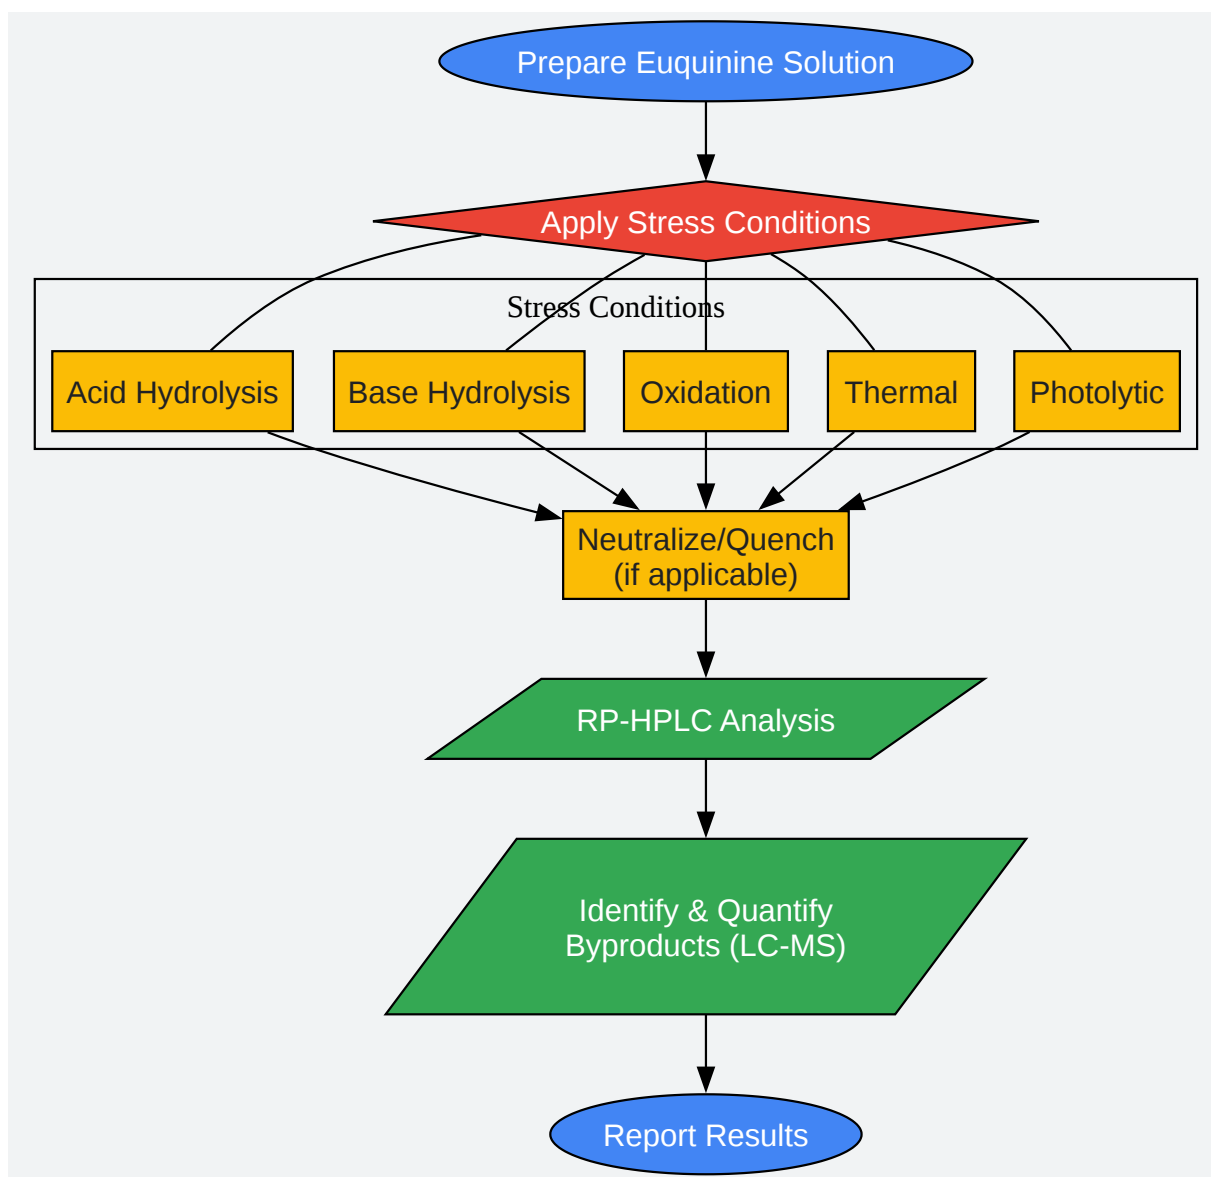 Prepare Euquinine Solution
Apply Stress Conditions
Stress Conditions
Acid Hydrolysis
Base Hydrolysis
Oxidation
Thermal
Photolytic
Neutralize/Quench
(if applicable)
RP-HPLC Analysis
Identify & Quantify
Byproducts (LC-MS)
Report Results